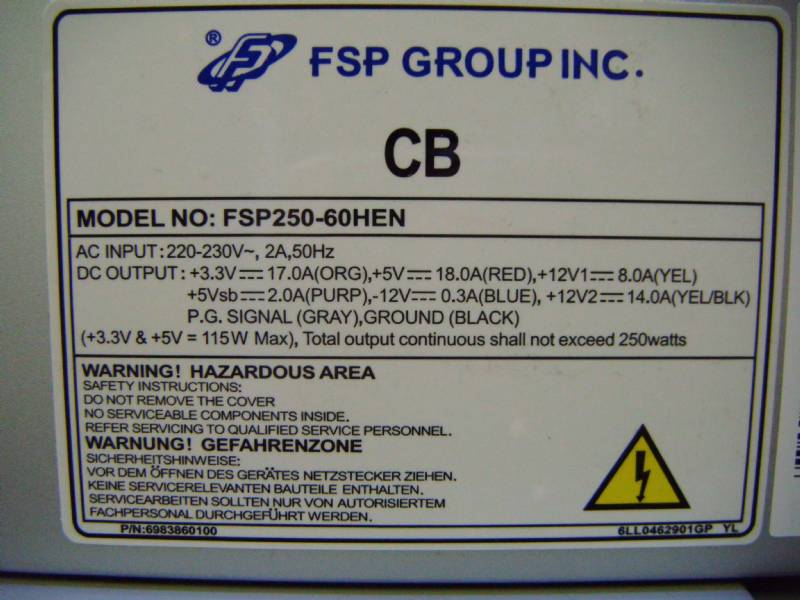 ® FSP GROUP INC.
CB
MODEL NO: FSP250-60HEN
AC INPUT: 220-230V~, 2A,50Hz
DC OUTPUT : +3.3V⎓17.0A(ORG),+5V⎓ 18.0A(RED),+12V1⎓ 8.0A(YEL)
+5Vsb⎓2.0A(PURP),-12V⎓ 0.3A(BLUE), +12V2⎓ 14.0A(YEL/BLK)
P.G. SIGNAL (GRAY),GROUND (BLACK)
(+3.3V & +5V = 115W Max), Total output continuous shall not exceed 250watts
WARNING! HAZARDOUS AREA
SAFETY INSTRUCTIONS:
DO NOT REMOVE THE COVER
NO SERVICEABLE COMPONENTS INSIDE.
REFER SERVICING TO QUALIFIED SERVICE PERSONNEL.
WARNUNG! GEFAHRENZONE
SICHERHEITSHINWEISE:
VOR DEM ÖFFNEN DES GERÄTES NETZSTECKER ZIEHEN.
KEINE SERVICERELEVANTEN BAUTEILE ENTHALTEN.
SERVICEARBEITEN SOLLTEN NUR VON AUTORISIERTEM
FACHPERSONAL DURCHGEFÜHRT WERDEN.
P/N:6983860100
6LL0462901GP YL